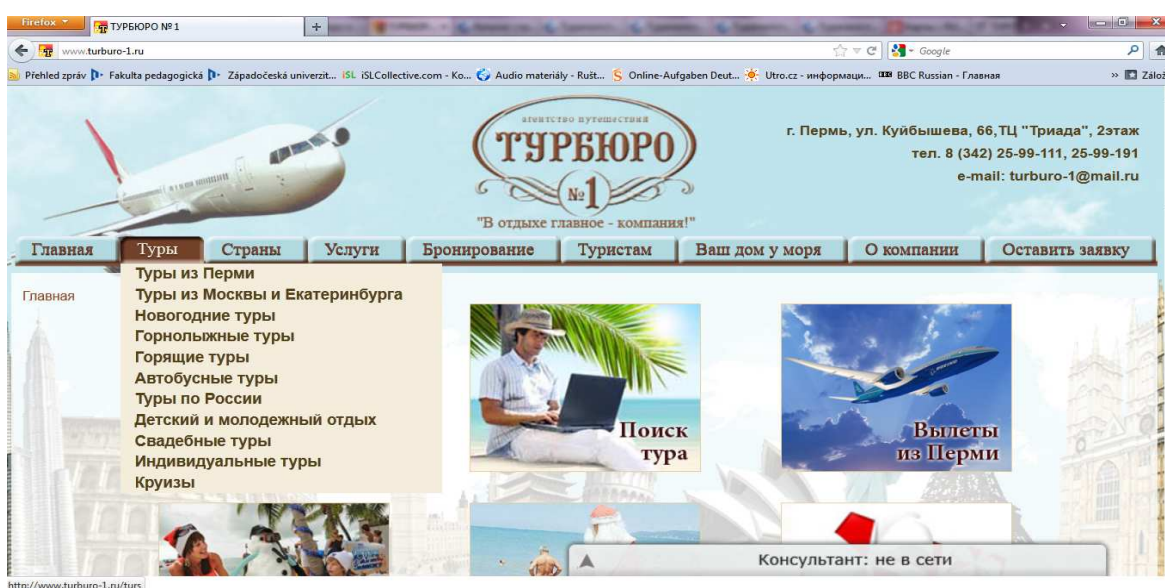 Firefox
ТУРБЮРО № 1
www.turburo-1.ru
Google
Přehled zpráv Fakulta pedagogická Západočeská univerzit... iSLCollective.com - Ko... Audio materiály - Rušt... Online-Aufgaben Deut... Utro.cz - информаци... BBC Russian - Главная » Zálož
агентство путешествий
ТУРБЮРО
№1
"В отдыхе главное - компания!"
г. Пермь, ул. Куйбышева, 66,ТЦ "Триада", 2этаж
тел. 8 (342) 25-99-111, 25-99-191
e-mail: turburo-1@mail.ru
Главная Туры Страны Услуги Бронирование Туристам Ваш дом у моря О компании Оставить заявку
Главная
Туры из Перми
Туры из Москвы и Екатеринбурга
Новогодние туры
Горнолыжные туры
Горящие туры
Автобусные туры
Туры по России
Детский и молодежный отдых
Свадебные туры
Индивидуальные туры
Круизы
Поиск
тура
Вылеты
из Перми
Консультант: не в сети
http://www.turburo-1.ru/turs